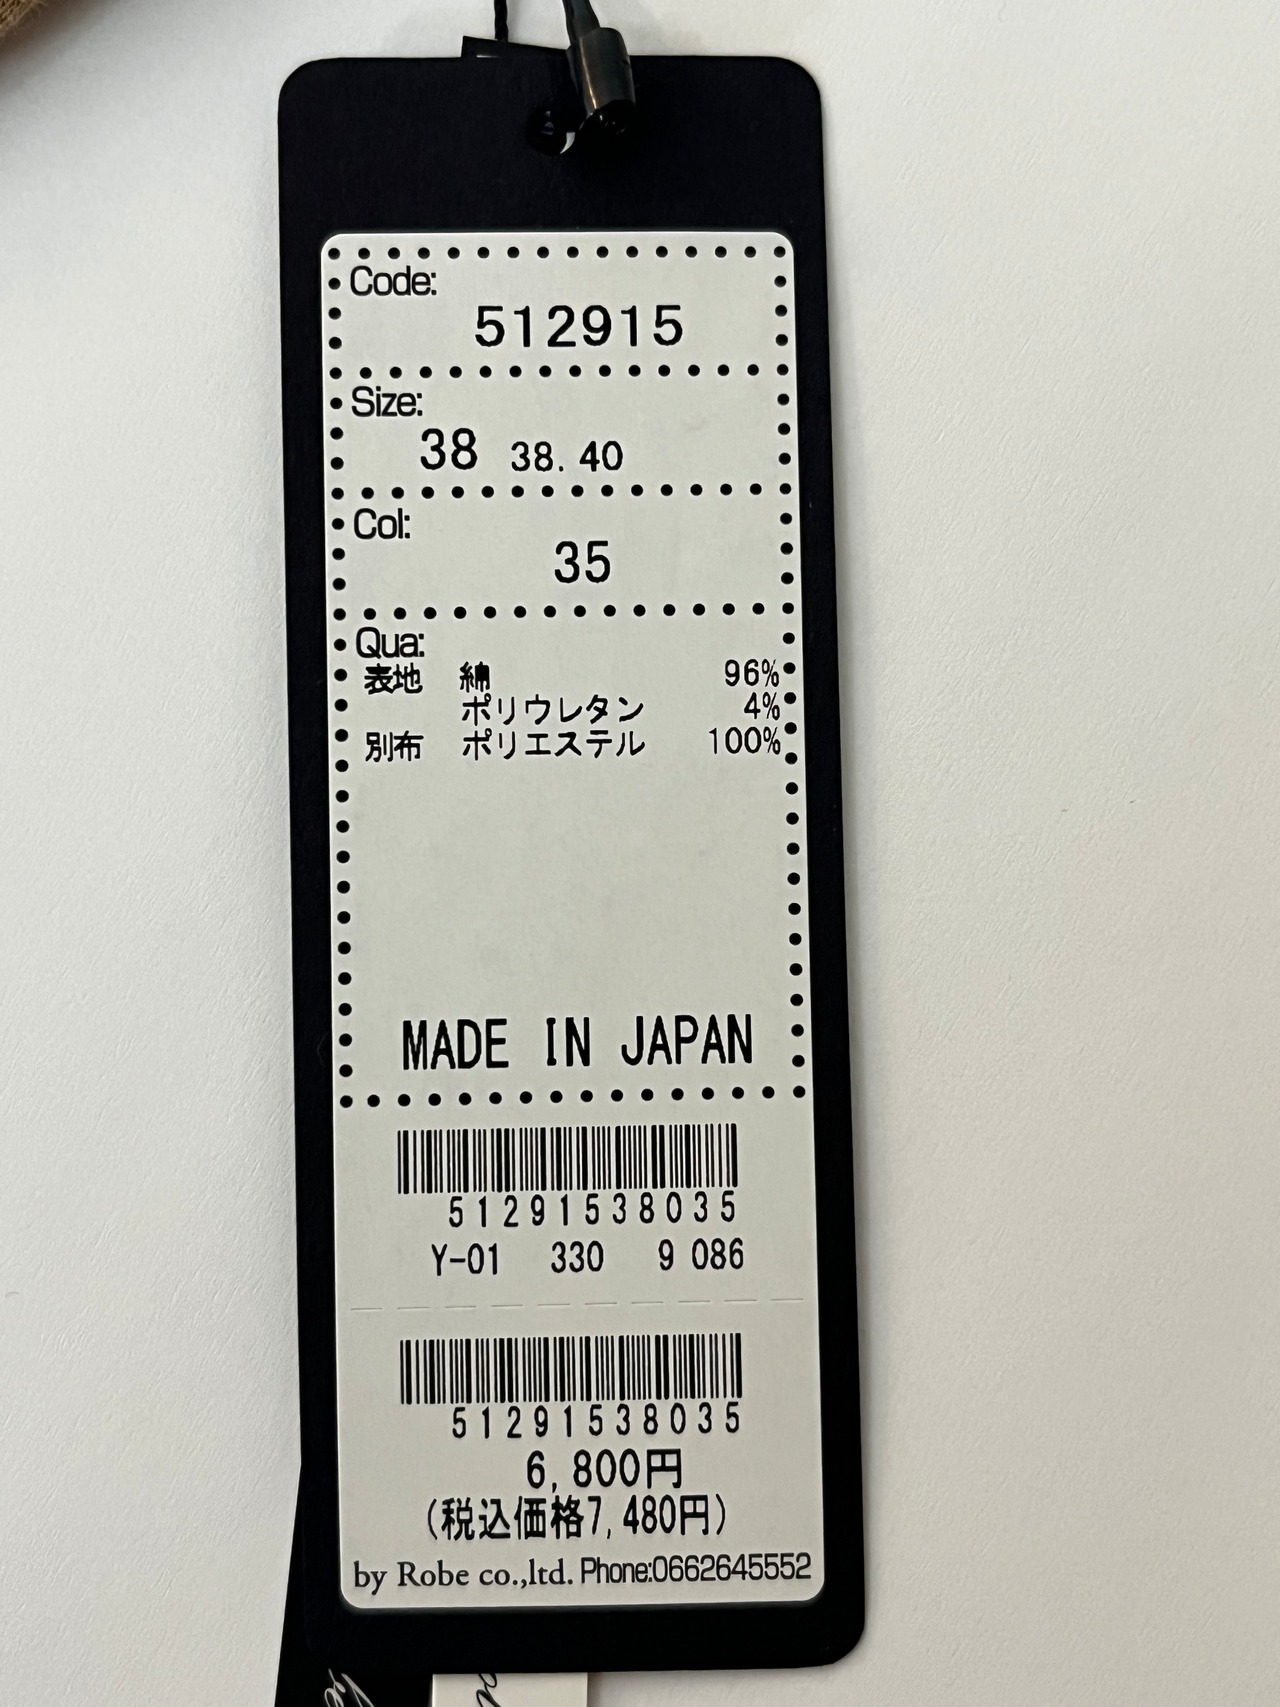 Code:
512915
Size:
38 38.40
Col:
35
Qua:
表地 綿 96%
ポリウレタン 4%
別布 ポリエステル 100%
MADE IN JAPAN
51291538035
Y-01 330 9 086
51291538035
6,800円
(税込価格7,480円)
by Robe co.,ltd. Phone:0662645552